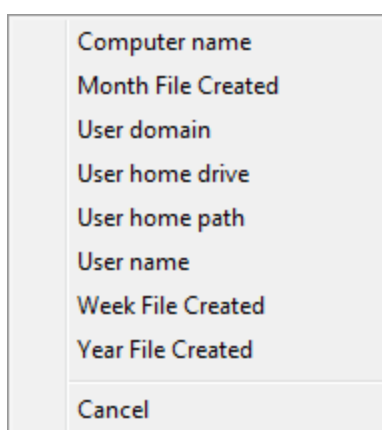 Computer name
Month File Created
User domain
User home drive
User home path
User name
Week File Created
Year File Created
Cancel